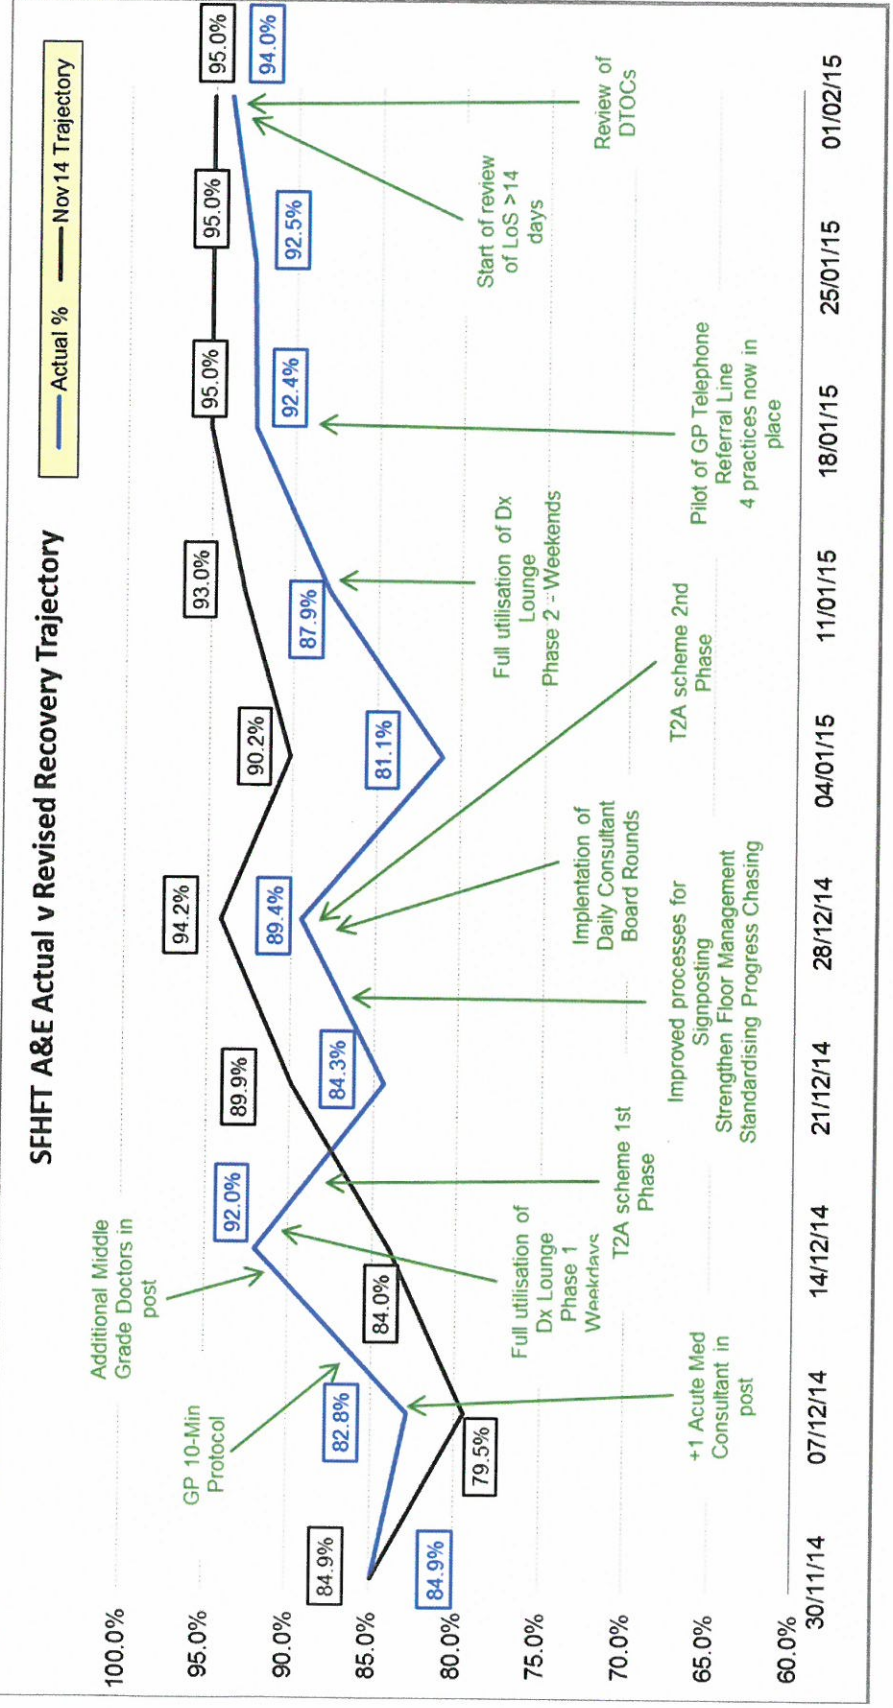 SFHFT A&E Actual v Revised Recovery Trajectory
Actual %
Nov14 Trajectory
100.0%
95.0%
90.0%
85.0%
80.0%
75.0%
70.0%
65.0%
60.0%
84.9%
84.9%
82.8%
79.5%
92.0%
84.0%
89.9%
84.3%
94.2%
89.4%
90.2%
81.1%
93.0%
87.9%
95.0%
92.4%
95.0%
92.5%
95.0%
94.0%
GP 10-Min
Protocol
Additional Middle
Grade Doctors in
post
+1 Acute Med
Consultant in
post
Full utilisation of
Dx Lounge
Phase 1
Weekdays
T2A scheme 1st
Phase
Improved processes for
Signposting
Strengthen Floor Management
Standardising Progress Chasing
Implentation of
Daily Consultant
Board Rounds
T2A scheme 2nd
Phase
Full utilisation of Dx
Lounge
Phase 2 - Weekends
Pilot of GP Telephone
Referral Line
4 practices now in
place
Start of review
of LoS >14
days
Review of
DTOCs
30/11/14
07/12/14
14/12/14
21/12/14
28/12/14
04/01/15
11/01/15
18/01/15
25/01/15
01/02/15